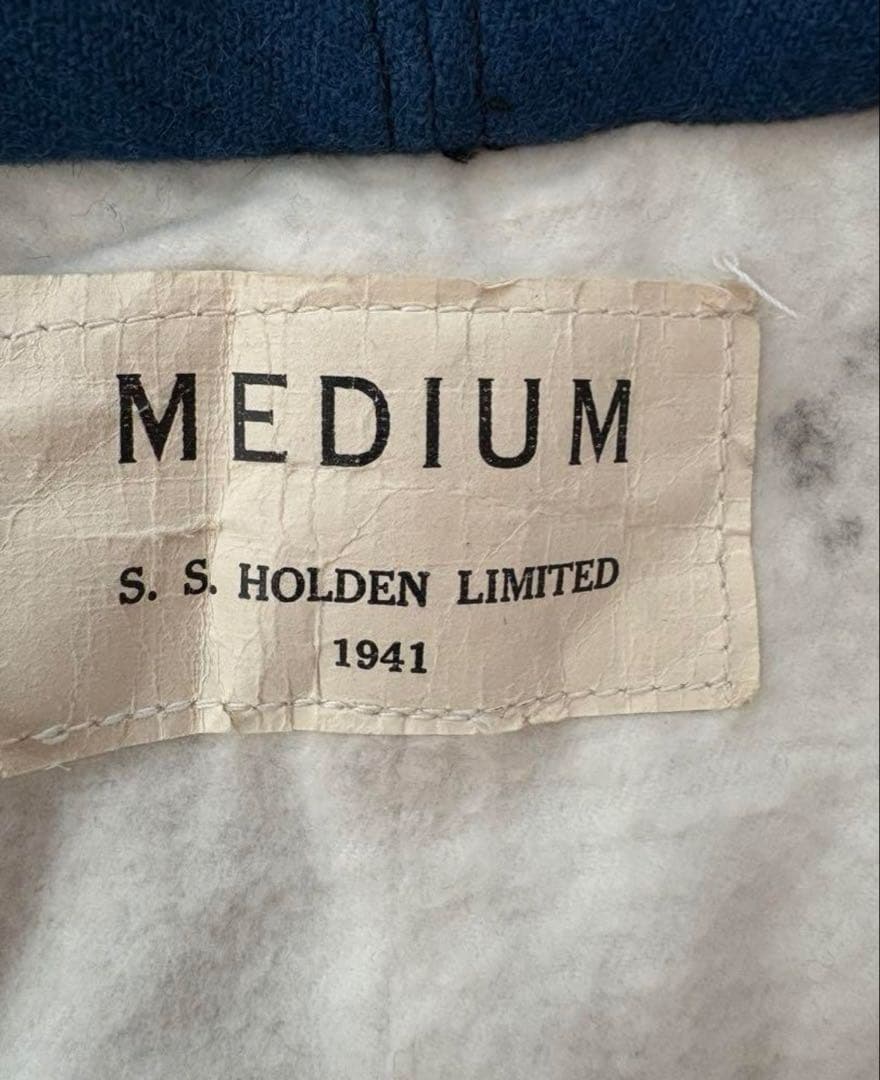 MEDIUM
S. S. HOLDEN LIMITED
1941